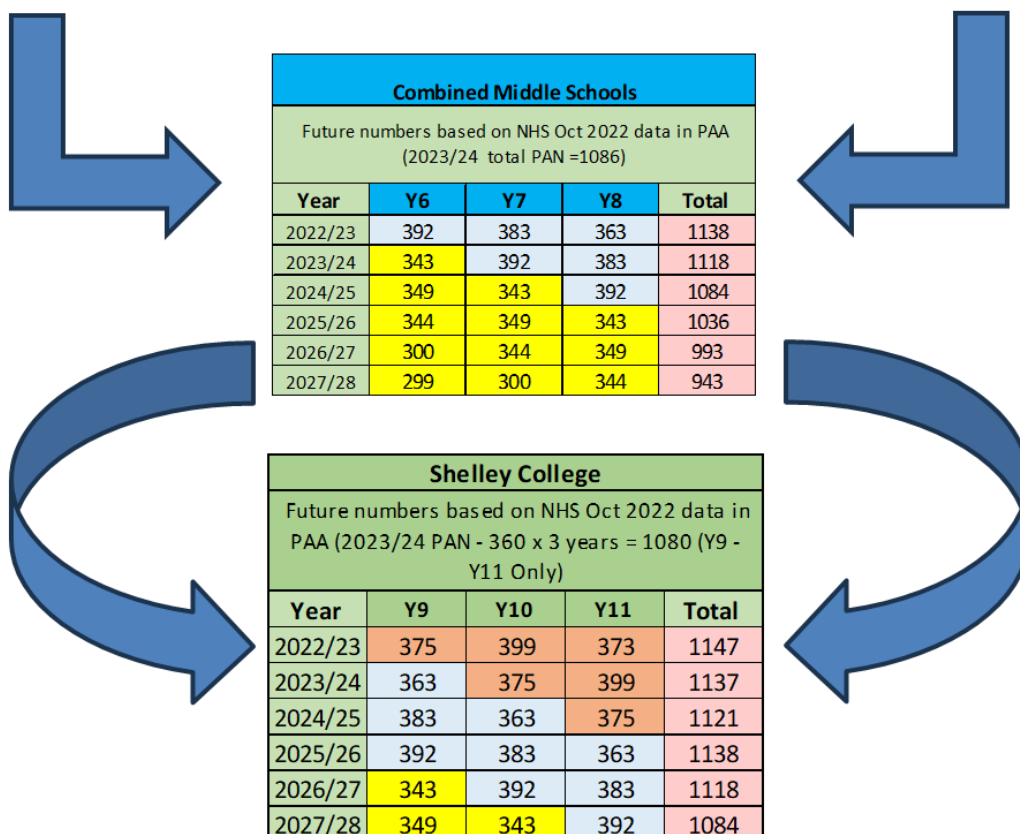 Combined Middle Schools
Future numbers based on NHS Oct 2022 data in PAA
(2023/24 total PAN =1086)
Year Y6 Y7 Y8 Total
2022/23 392 383 363 1138
2023/24 343 392 383 1118
2024/25 349 343 392 1084
2025/26 344 349 343 1036
2026/27 300 344 349 993
2027/28 299 300 344 943
Shelley College
Future numbers based on NHS Oct 2022 data in
PAA (2023/24 PAN - 360 x 3 years = 1080 (Y9 -
Y11 Only)
Year Y9 Y10 Y11 Total
2022/23 375 399 373 1147
2023/24 363 375 399 1137
2024/25 383 363 375 1121
2025/26 392 383 363 1138
2026/27 343 392 383 1118
2027/28 349 343 392 1084